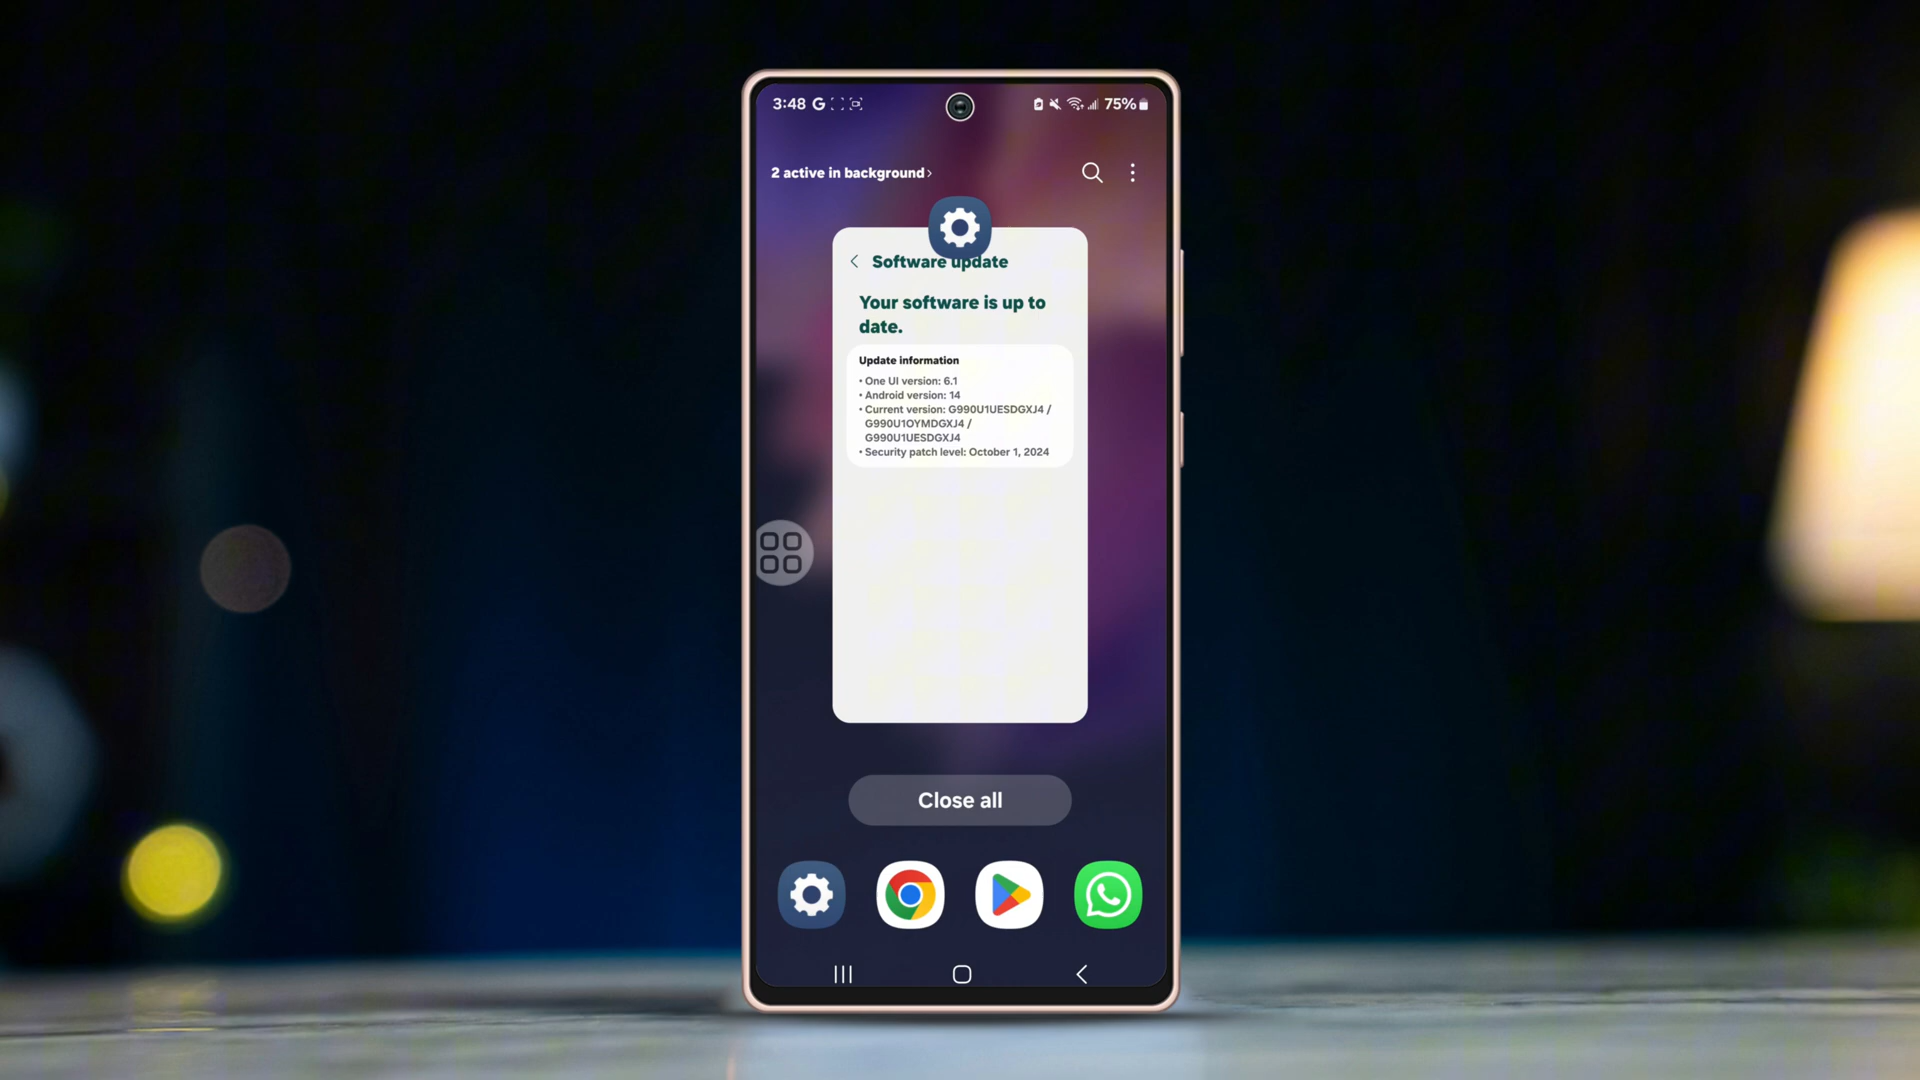 3:48 G 75%
2 active in background ›
Software update
Your software is up to
date.
Update information
• One UI version: 6.1
• Android version: 14
• Current version: G990U1UESDGXJ4 /
G990U1OYMDGXJ4 /
G990U1UESDGXJ4
• Security patch level: October 1, 2024
Close all